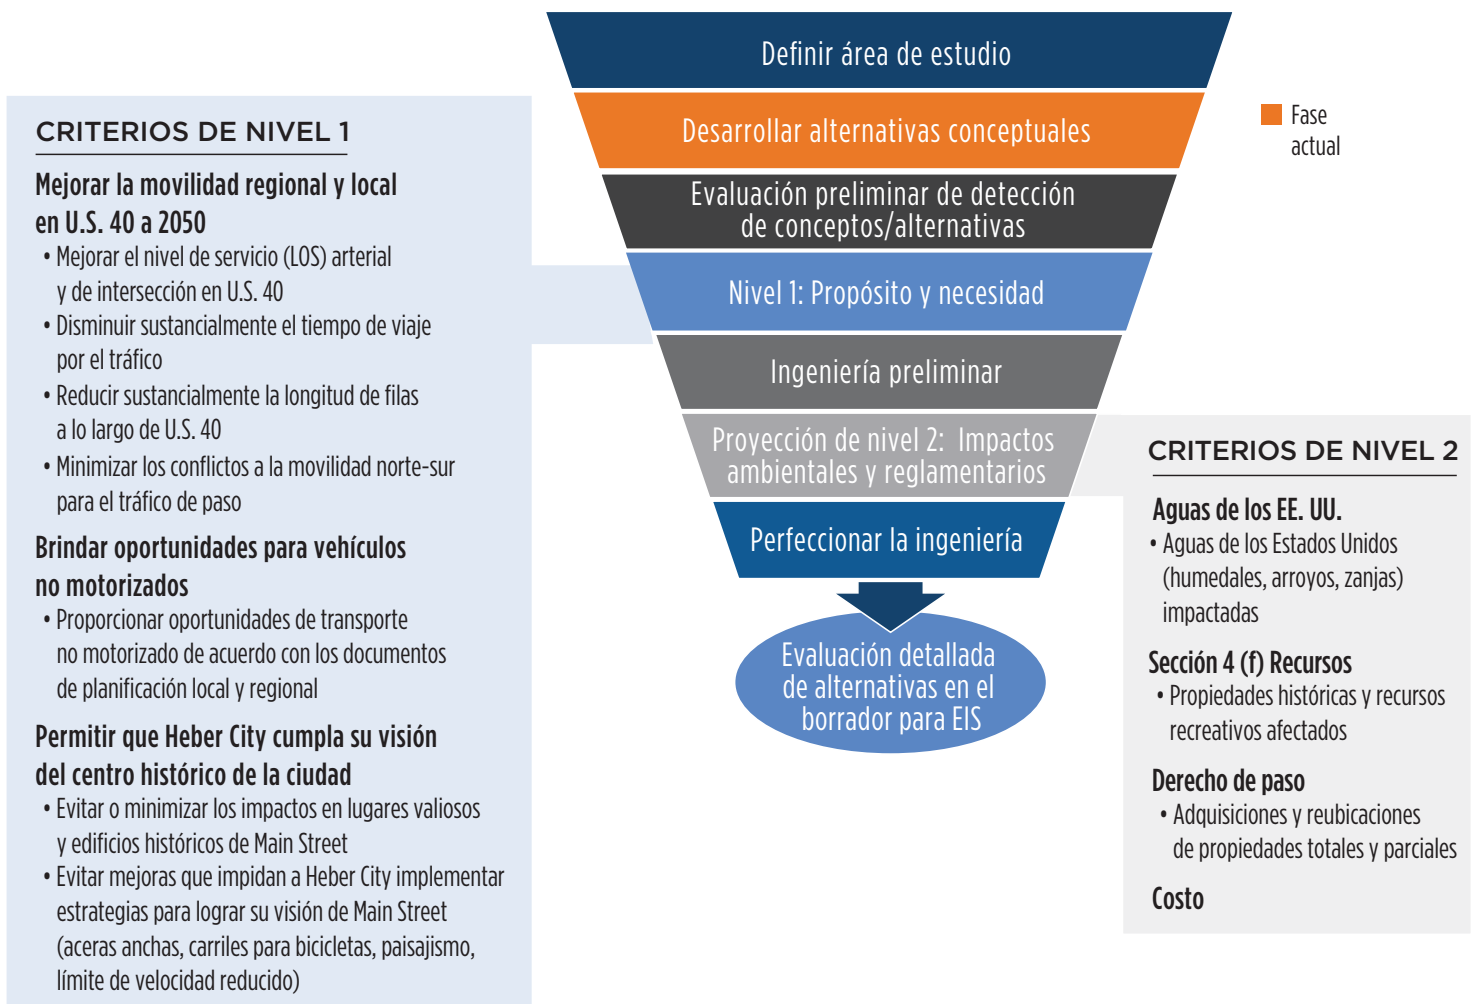 Definir área de estudio
Desarrollar alternativas conceptuales
Fase
actual
Evaluación preliminar de detección
de conceptos/alternativas
Nivel 1: Propósito y necesidad
Ingeniería preliminar
Proyección de nivel 2: Impactos
ambientales y reglamentarios
Perfeccionar la ingeniería
Evaluación detallada
de alternativas en el
borrador para EIS
CRITERIOS DE NIVEL 1
Mejorar la movilidad regional y local
en U.S. 40 a 2050
• Mejorar el nivel de servicio (LOS) arterial
y de intersección en U.S. 40
• Disminuir sustancialmente el tiempo de viaje
por el tráfico
• Reducir sustancialmente la longitud de filas
a lo largo de U.S. 40
• Minimizar los conflictos a la movilidad norte-sur
para el tráfico de paso
Brindar oportunidades para vehículos
no motorizados
• Proporcionar oportunidades de transporte
no motorizado de acuerdo con los documentos
de planificación local y regional
Permitir que Heber City cumpla su visión
del centro histórico de la ciudad
• Evitar o minimizar los impactos en lugares valiosos
y edificios históricos de Main Street
• Evitar mejoras que impidan a Heber City implementar
estrategias para lograr su visión de Main Street
(aceras anchas, carriles para bicicletas, paisajismo,
límite de velocidad reducido)
CRITERIOS DE NIVEL 2
Aguas de los EE. UU.
• Aguas de los Estados Unidos
(humedales, arroyos, zanjas)
impactadas
Sección 4 (f) Recursos
• Propiedades históricas y recursos
recreativos afectados
Derecho de paso
• Adquisiciones y reubicaciones
de propiedades totales y parciales
Costo